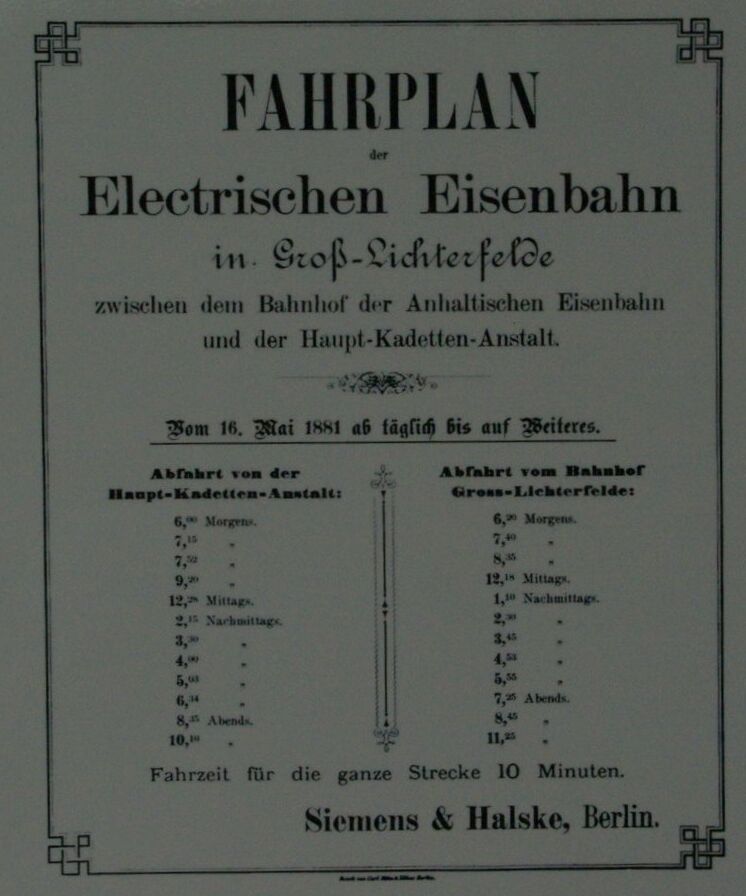 FAHRPLAN
der
Electrischen Eisenbahn
in Groß-Lichterfelde
zwischen dem Bahnhof der Anhaltischen Eisenbahn
und der Haupt-Kadetten-Anstalt.
Vom 16. Mai 1881 ab täglich bis auf Weiteres.
Abfahrt von der
Haupt-Kadetten-Anstalt:
6,00 Morgens.
7,15 „
7,52 „
9,20 „
12,28 Mittags.
2,15 Nachmittags.
3,30 „
4,00 „
5,03 „
6,34 „
8,35 Abends.
10,10 „
Abfahrt vom Bahnhof
Gross-Lichterfelde:
6,20 Morgens.
7,40 „
8,35 „
12,18 Mittags.
1,10 Nachmittags.
2,30 „
3,45 „
4,53 „
5,55 „
7,25 Abends.
8,45 „
11,25 „
Fahrzeit für die ganze Strecke 10 Minuten.
Siemens & Halske, Berlin.